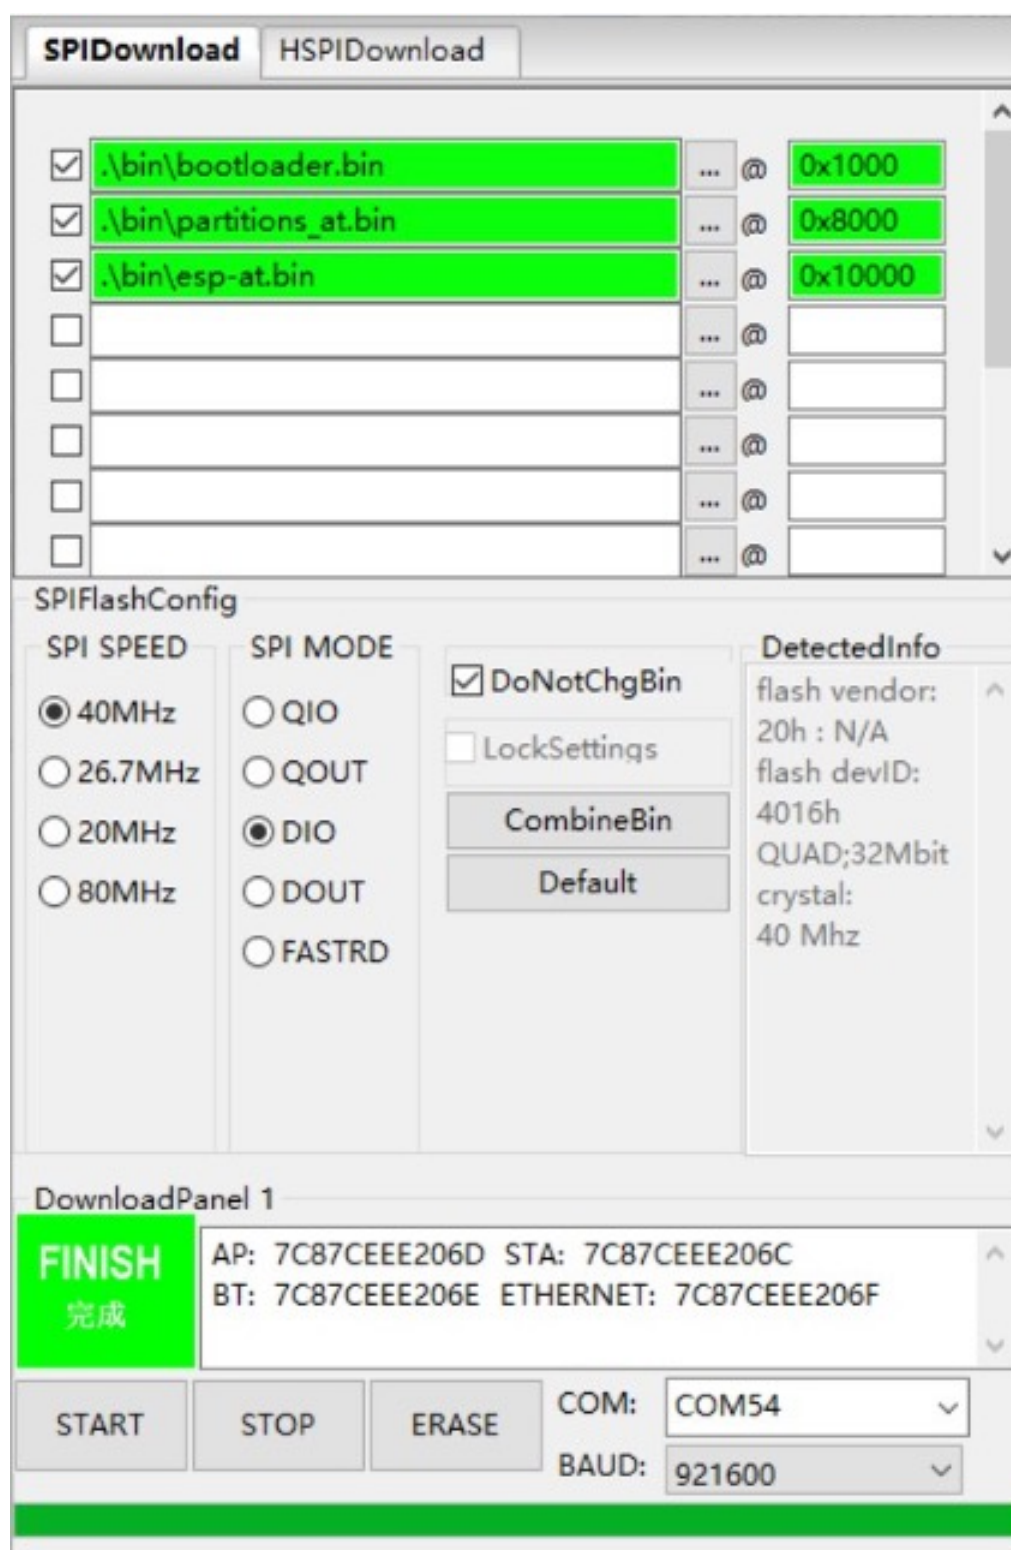 SPIDownload HSPIDownload
.\bin\bootloader.bin ... @ 0x1000
.\bin\partitions_at.bin ... @ 0x8000
.\bin\esp-at.bin ... @ 0x10000
... @
... @
... @
... @
... @
SPIFlashConfig
SPI SPEED
40MHz
26.7MHz
20MHz
80MHz
SPI MODE
QIO
QOUT
DIO
DOUT
FASTRD
DoNotChgBin
LockSettings
CombineBin
Default
DetectedInfo
flash vendor:
20h : N/A
flash devID:
4016h
QUAD;32Mbit
crystal:
40 Mhz
DownloadPanel 1
FINISH
完成
AP: 7C87CEEE206D STA: 7C87CEEE206C
BT: 7C87CEEE206E ETHERNET: 7C87CEEE206F
START STOP ERASE
COM: COM54
BAUD: 921600